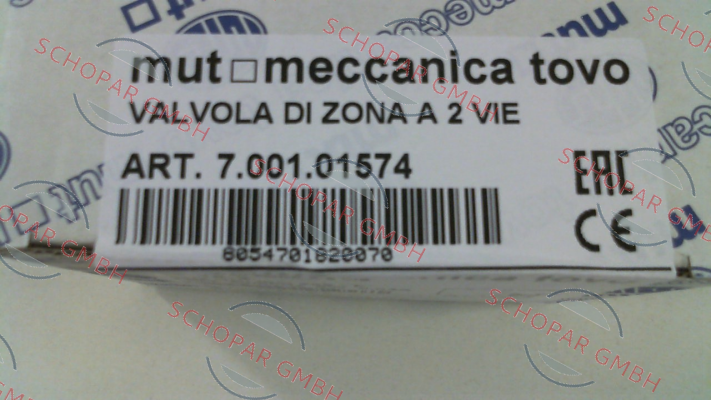 mut□meccanica tovo
VALVOLA DI ZONA A 2 VIE
ART. 7.001.01574
EAC
CE
8054701820070
SCHOPAR GMBH
SCHOPAR GMBH
SCHOPAR GMBH
SCHOPAR GMBH
SCHOPAR GMBH
SCHOPAR GMBH
SCHOPAR GMBH